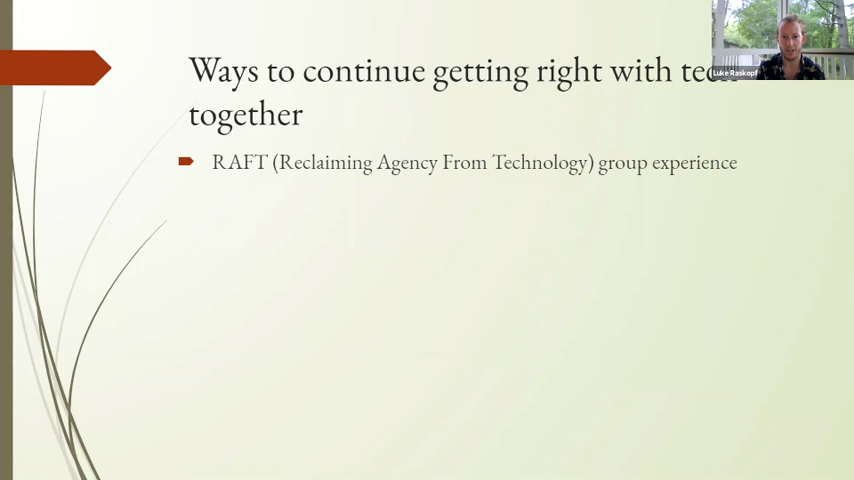 Ways to continue getting right with tech
together
Luke Raskopf
RAFT (Reclaiming Agency From Technology) group experience